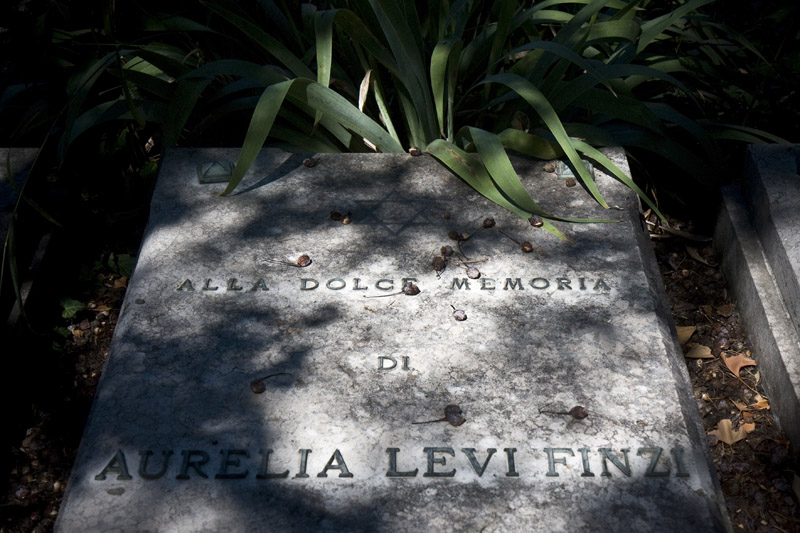 ALLA DOLCE MEMORIA
DI
AURELIA LEVI FINZI